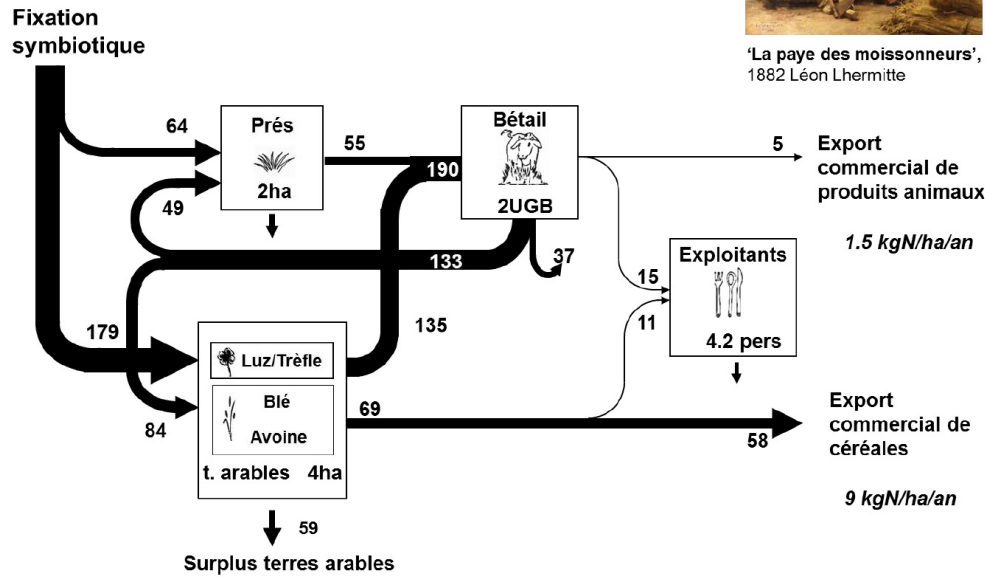 Fixation
symbiotique
'La paye des moissonneurs',
1882 Léon Lhermitte
64
Prés
2ha
55
190
Bétail
2UGB
5
Export
commercial de
produits animaux
1.5 kgN/ha/an
49
133
37
Exploitants
4.2 pers
15
11
179
135
Luz/Trèfle
Blé
Avoine
t. arables 4ha
84
69
58
Export
commercial de
céréales
9 kgN/ha/an
59
Surplus terres arables